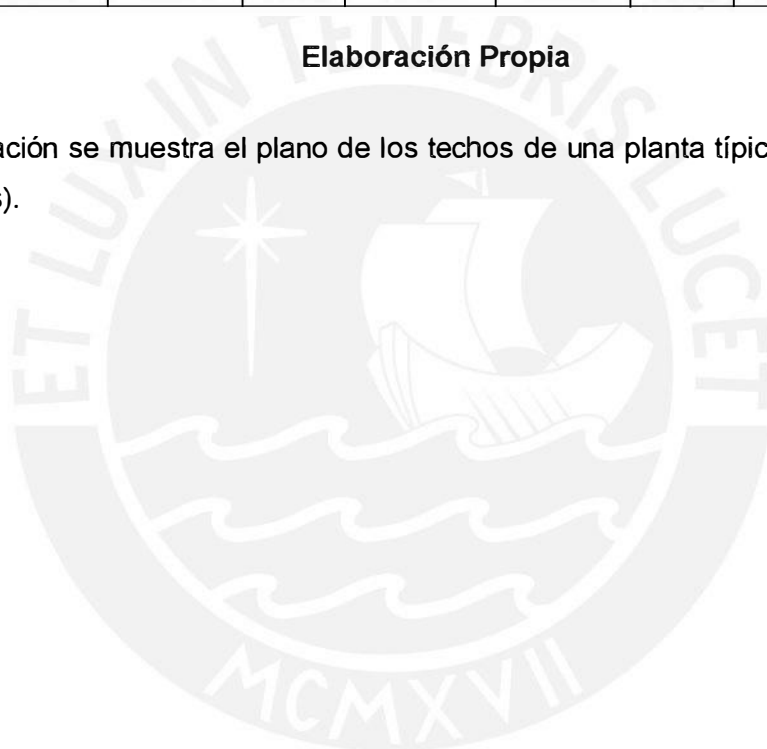 Elaboración Propia
ación se muestra el plano de los techos de una planta típic
s).
ET LUX IN TENEBRIS LUCET
MCMXVII